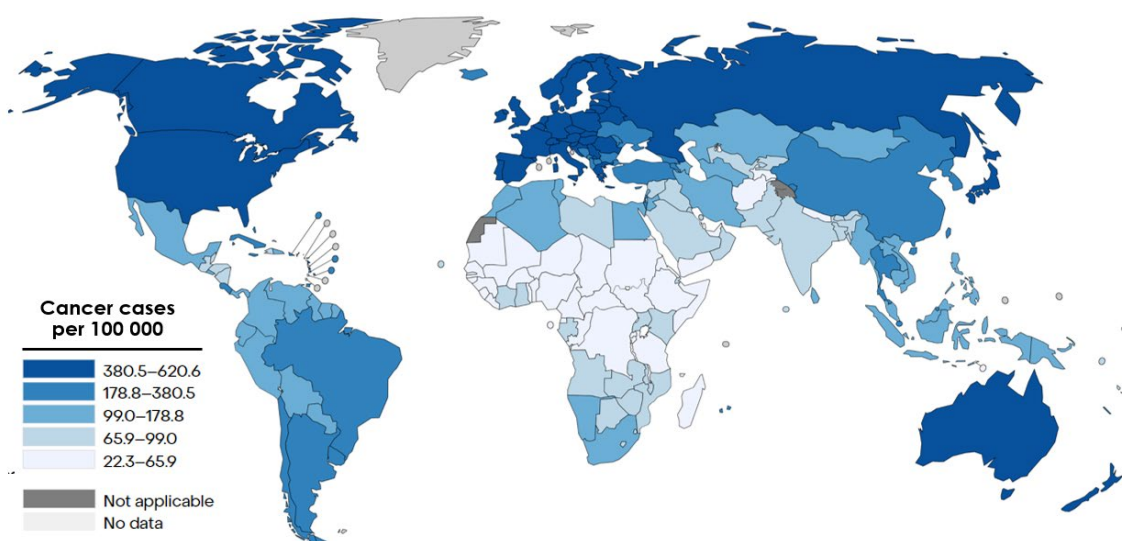 Cancer cases
per 100 000
380.5–620.6
178.8–380.5
99.0–178.8
65.9–99.0
22.3–65.9
Not applicable
No data